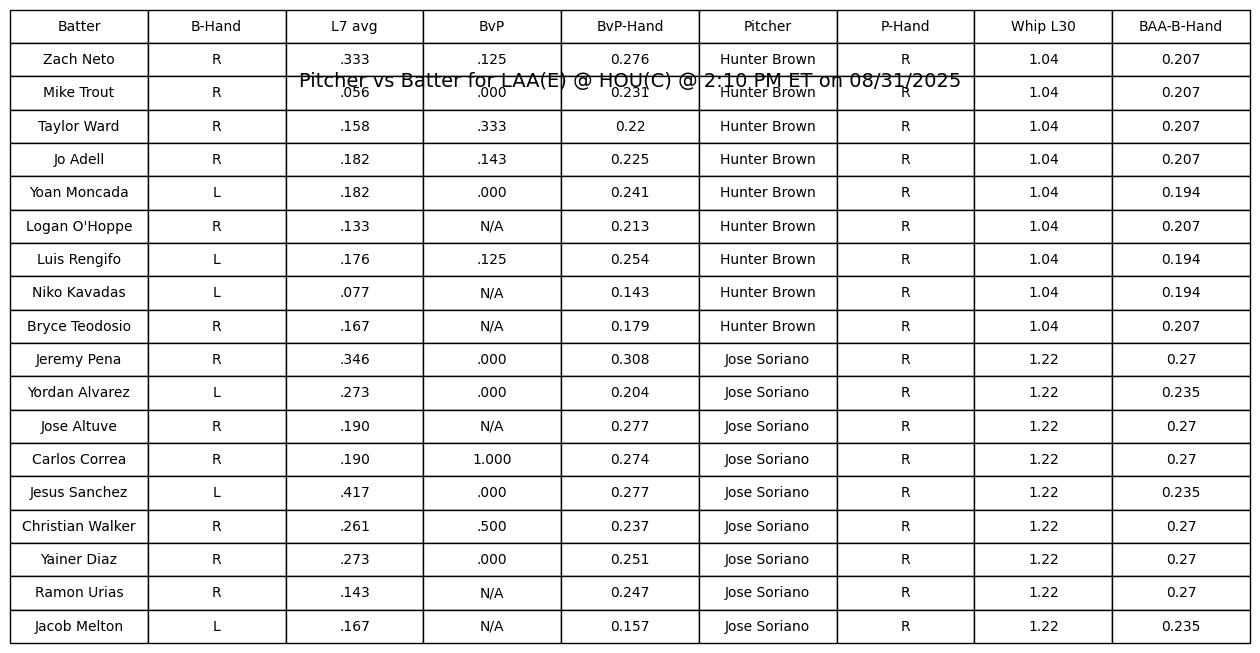 Batter B-Hand L7 avg BvP BvP-Hand Pitcher P-Hand Whip L30 BAA-B-Hand
Zach Neto R .333 .125 0.276 Hunter Brown R 1.04 0.207
Pitcher vs Batter for LAA(E) @ HOU(C) @ 2:10 PM ET on 08/31/2025
Mike Trout R .056 .000 0.231 Hunter Brown R 1.04 0.207
Taylor Ward R .158 .333 0.22 Hunter Brown R 1.04 0.207
Jo Adell R .182 .143 0.225 Hunter Brown R 1.04 0.207
Yoan Moncada L .182 .000 0.241 Hunter Brown R 1.04 0.194
Logan O'Hoppe R .133 N/A 0.213 Hunter Brown R 1.04 0.207
Luis Rengifo L .176 .125 0.254 Hunter Brown R 1.04 0.194
Niko Kavadas L .077 N/A 0.143 Hunter Brown R 1.04 0.194
Bryce Teodosio R .167 N/A 0.179 Hunter Brown R 1.04 0.207
Jeremy Pena R .346 .000 0.308 Jose Soriano R 1.22 0.27
Yordan Alvarez L .273 .000 0.204 Jose Soriano R 1.22 0.235
Jose Altuve R .190 N/A 0.277 Jose Soriano R 1.22 0.27
Carlos Correa R .190 1.000 0.274 Jose Soriano R 1.22 0.27
Jesus Sanchez L .417 .000 0.277 Jose Soriano R 1.22 0.235
Christian Walker R .261 .500 0.237 Jose Soriano R 1.22 0.27
Yainer Diaz R .273 .000 0.251 Jose Soriano R 1.22 0.27
Ramon Urias R .143 N/A 0.247 Jose Soriano R 1.22 0.27
Jacob Melton L .167 N/A 0.157 Jose Soriano R 1.22 0.235